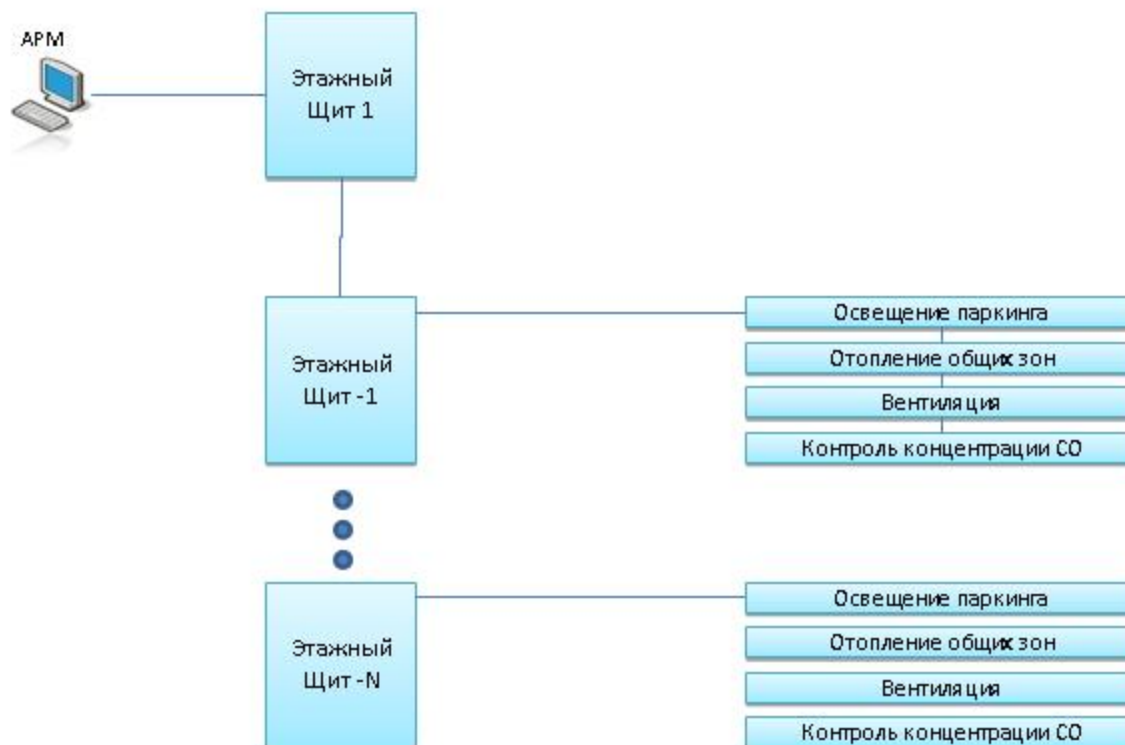 АРМ
Этажный
Щит 1
Этажный
Щит -1
Освещение паркинга
Отопление общих зон
Вентиляция
Контроль концентрации СО
Этажный
Щит -N
Освещение паркинга
Отопление общих зон
Вентиляция
Контроль концентрации СО